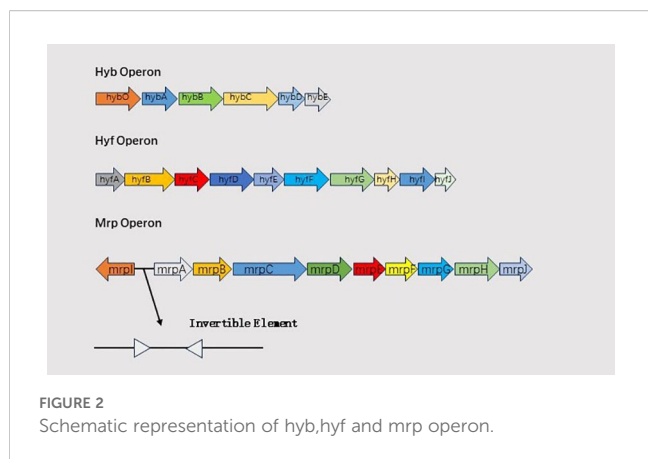 Hyb Operon
hybO hybA hybB hybC hybD hybE
Hyf Operon
hyfA hyfB hyfC hyfD hyfE hyfF hyfG hyfH hyfI hyfJ
Mrp Operon
mrpI mrpA mrpB mrpC mrpD mrpF mrpG mrpH mrpJ
Invertible Element
FIGURE 2
Schematic representation of hyb,hyf and mrp operon.